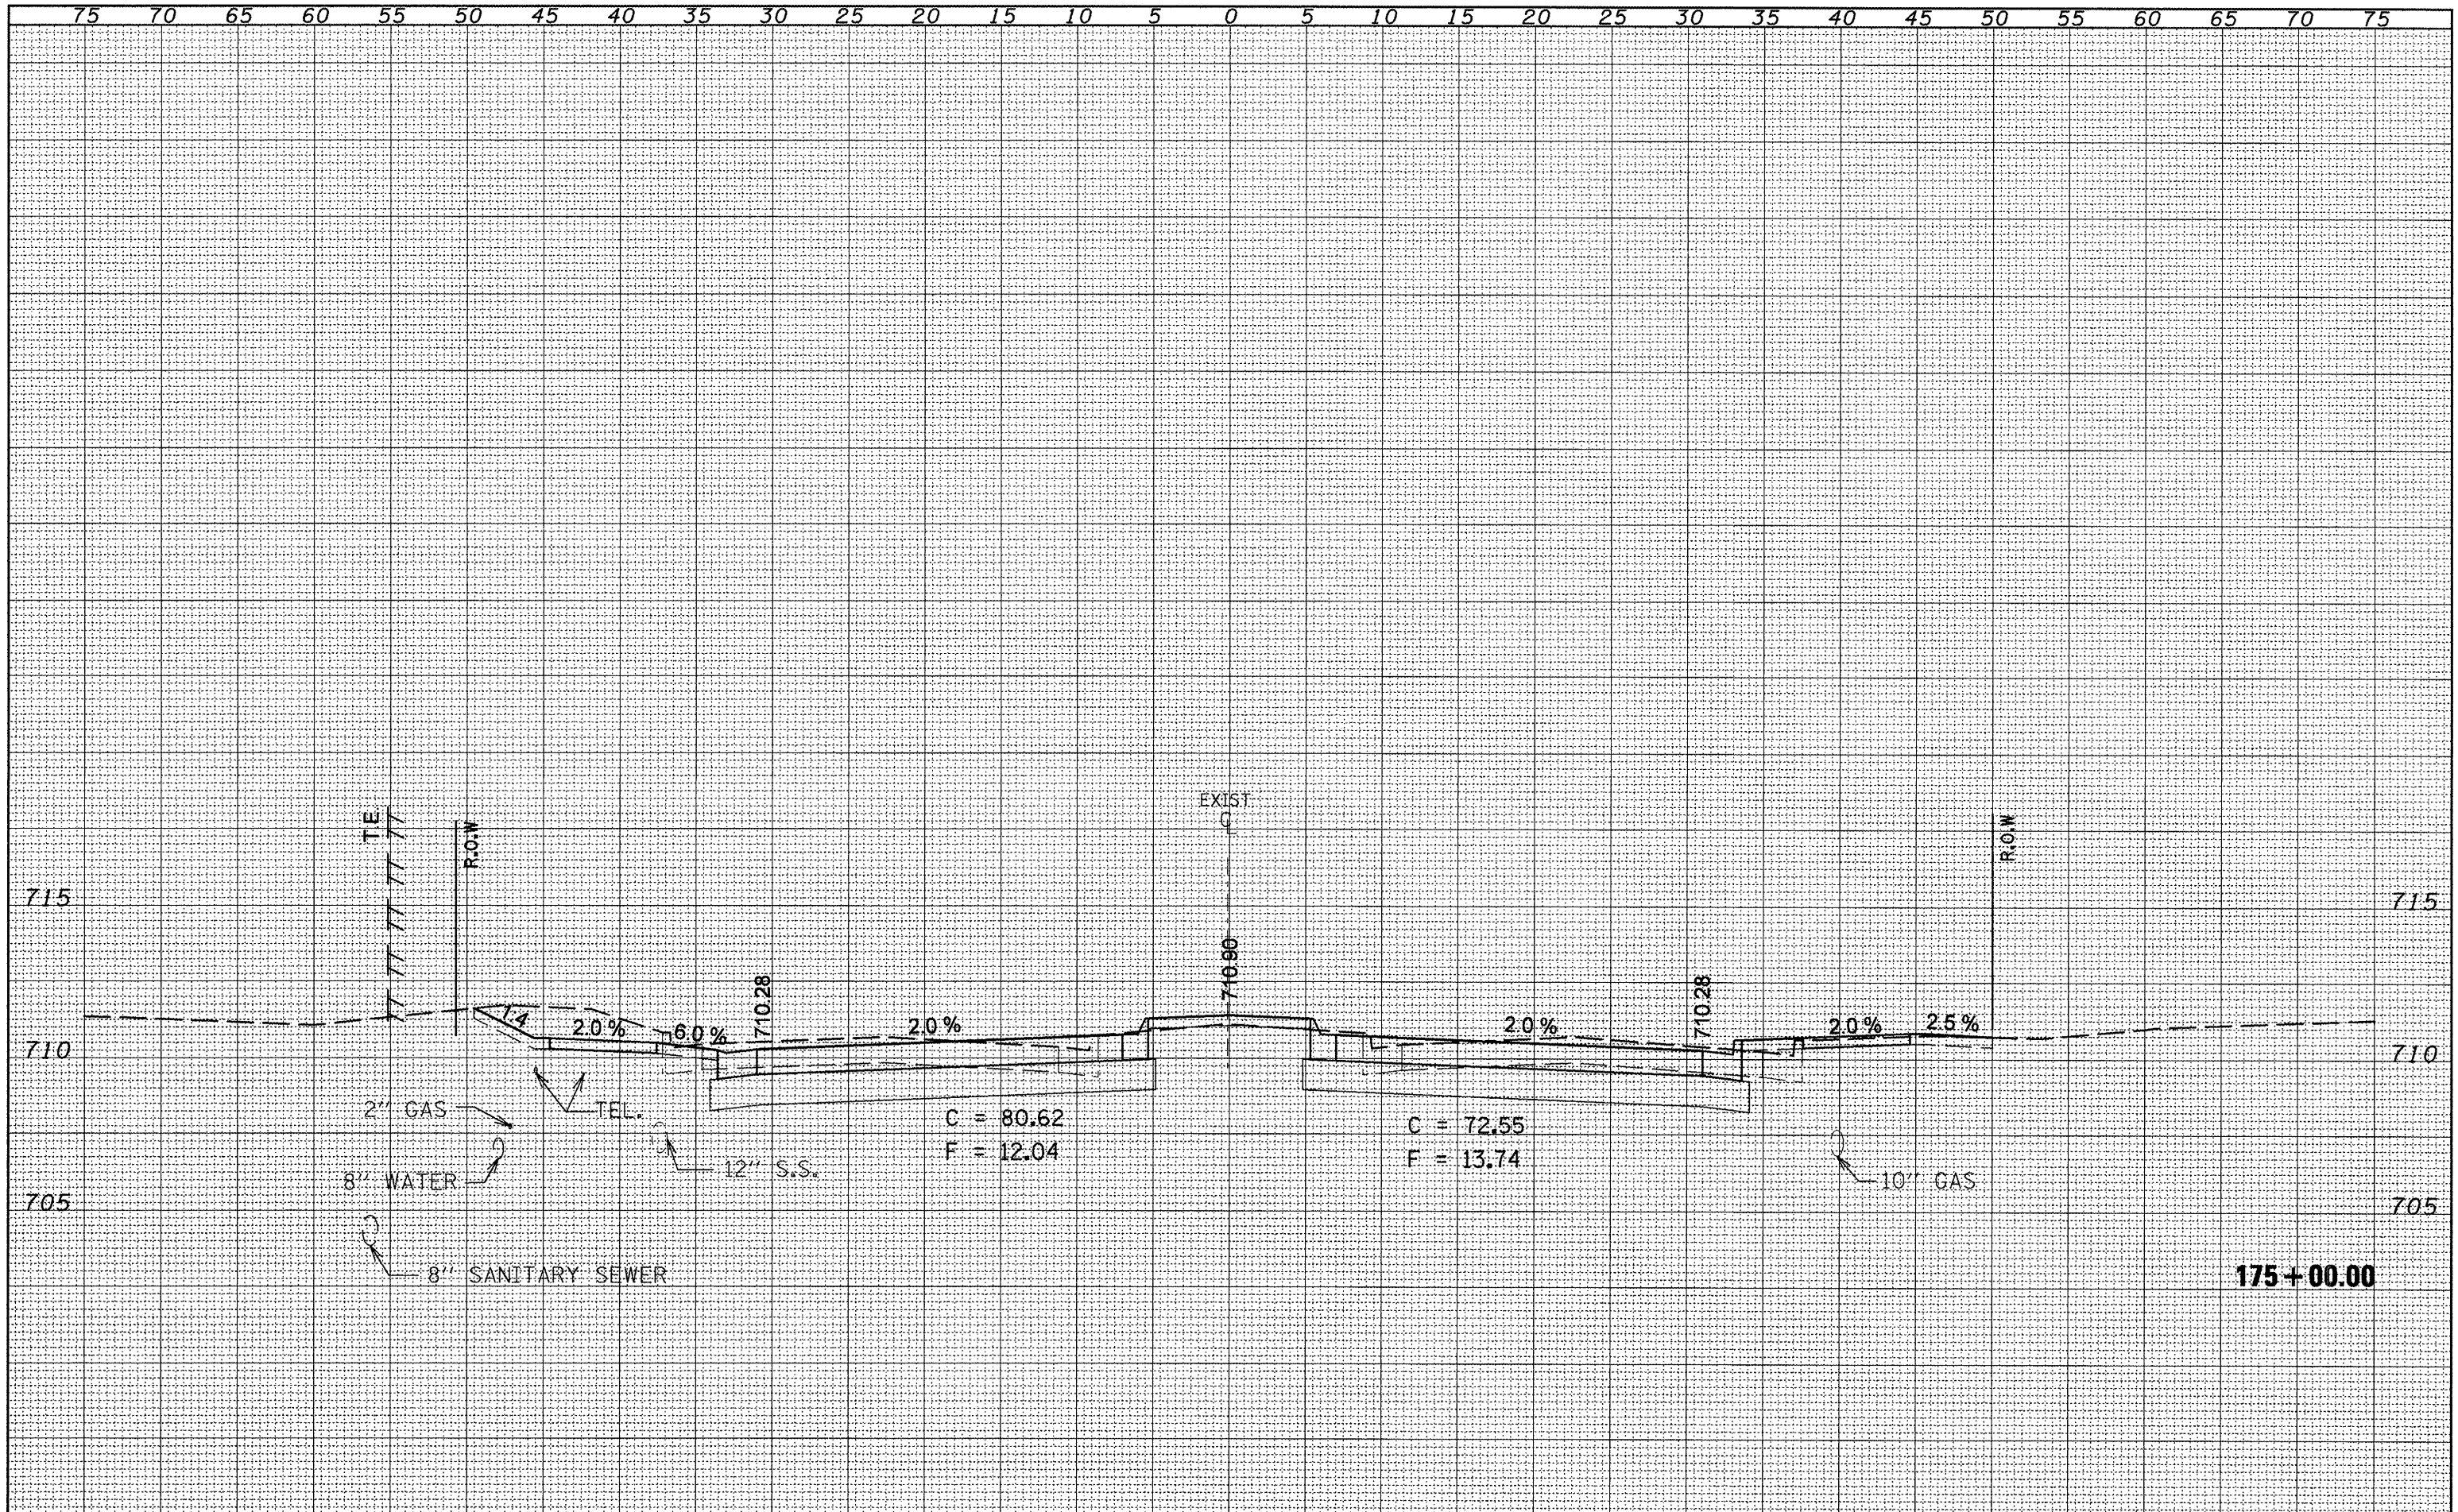 75 70 65 60 55 50 45 40 35 30 25 20 15 10 5 0 5 10 15 20 25 30 35 40 45 50 55 60 65 70 75
EXIST
C L
T.E.
R.O.W
R.O.W
715
715
710.90
710.28
710.28
1:4
2.0 %
6.0 %
2.0 %
2.0 %
2.0 %
2.5 %
710
710
2" GAS
TEL.
C = 80.62
F = 12.04
C = 72.55
F = 13.74
8" WATER
12" S.S.
10" GAS
705
705
8" SANITARY SEWER
175 + 00.00